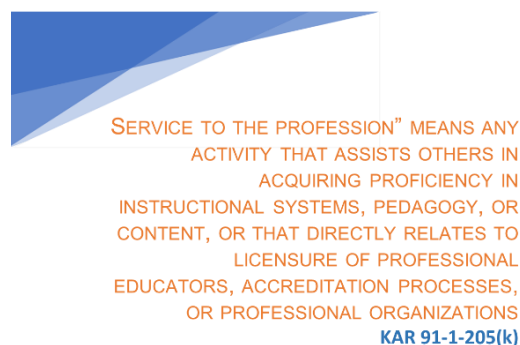 SERVICE TO THE PROFESSION” MEANS ANY
ACTIVITY THAT ASSISTS OTHERS IN
ACQUIRING PROFICIENCY IN
INSTRUCTIONAL SYSTEMS, PEDAGOGY, OR
CONTENT, OR THAT DIRECTLY RELATES TO
LICENSURE OF PROFESSIONAL
EDUCATORS, ACCREDITATION PROCESSES,
OR PROFESSIONAL ORGANIZATIONS
KAR 91-1-205(k)